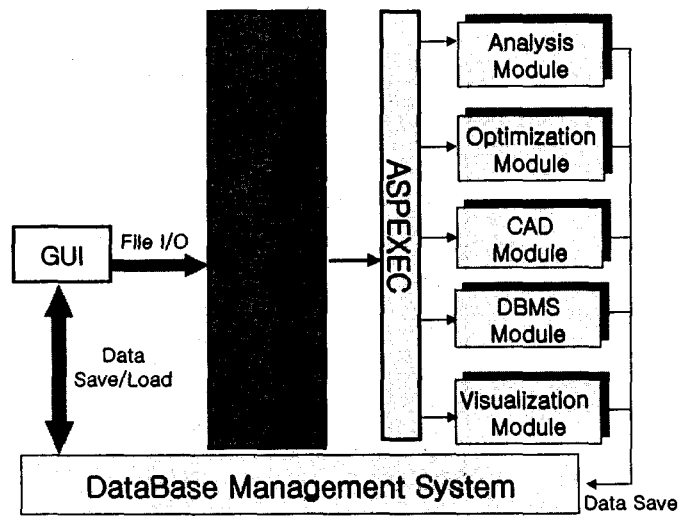 Analysis
Module
Optimization
Module
CAD
Module
DBMS
Module
Visualization
Module
ASPEXEC
File I/O
GUI
Data
Save/Load
DataBase Management System
Data Save